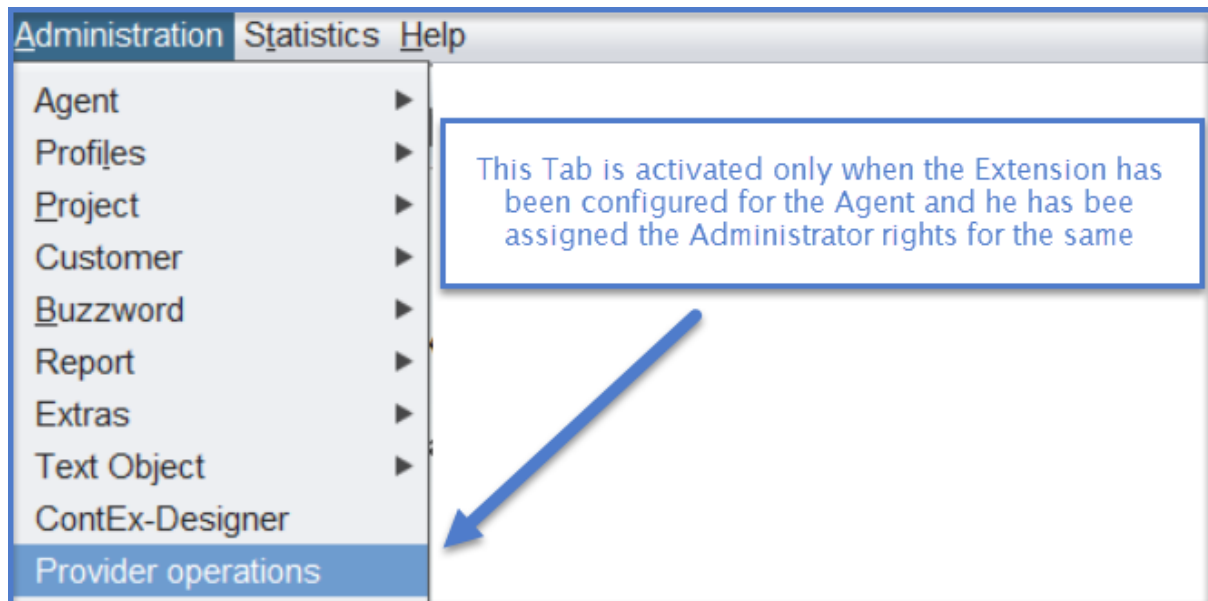 Administration Statistics Help
Agent
Profiles
Project
Customer
Buzzword
Report
Extras
Text Object
ContEx-Designer
Provider operations
This Tab is activated only when the Extension has
been configured for the Agent and he has bee
assigned the Administrator rights for the same